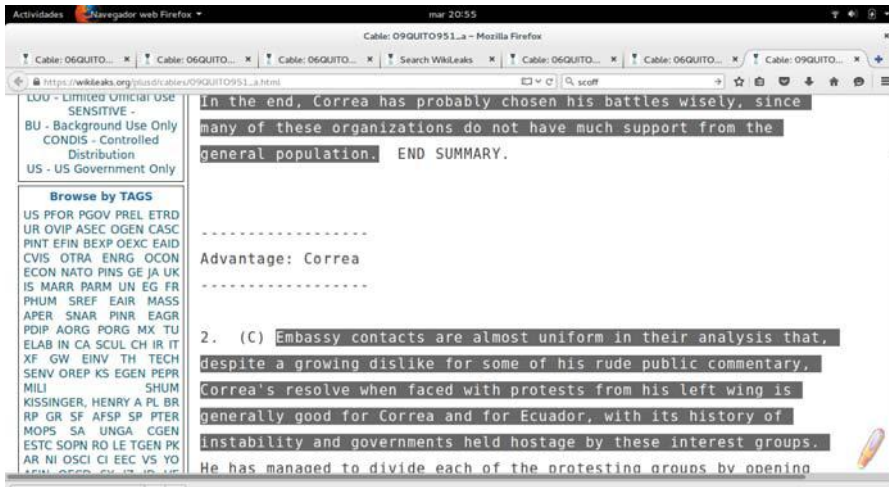 Actividades Navegador web Firefox mar 20:55
Cable: 09QUITO951_a - Mozilla Firefox
Cable: 06QUITO... Cable: 06QUITO... Cable: 06QUITO... Search WikiLeaks Cable: 06QUITO... Cable: 06QUITO... Cable: 09QUITO...
https://wikileaks.org/plusd/cables/09QUITO951_a.html scoff
LOU - Limited Official Use
SENSITIVE -
BU - Background Use Only
CONDIS - Controlled
Distribution
US - US Government Only
Browse by TAGS
US PFOR PGOV PREL ETRD
UR OVIP ASEC OGEN CASC
PINT EFIN BEXP OEXC EAID
CVIS OTRA ENRG OCON
ECON NATO PINS GE JA UK
IS MARR PARM UN EG FR
PHUM SREF EAIR MASS
APER SNAR PINR EAGR
PDIP AORG PORG MX TU
ELAB IN CA SCUL CH IR IT
XF GW EINV TH TECH
SENV OREP KS EGEN PEPR
MILI SHUM
KISSINGER, HENRY A PL BR
RP GR SF AFSP SP PTER
MOPS SA UNGA CGEN
ESTC SOPN RO LE TGEN PK
AR NI OSCI CI EEC VS YO
AFIN OECD SY IZ ID VE
In the end, Correa has probably chosen his battles wisely, since
many of these organizations do not have much support from the
general population. END SUMMARY.
------------------
Advantage: Correa
------------------
2. (C) Embassy contacts are almost uniform in their analysis that,
despite a growing dislike for some of his rude public commentary,
Correa's resolve when faced with protests from his left wing is
generally good for Correa and for Ecuador, with its history of
instability and governments held hostage by these interest groups.
He has managed to divide each of the protesting groups by opening